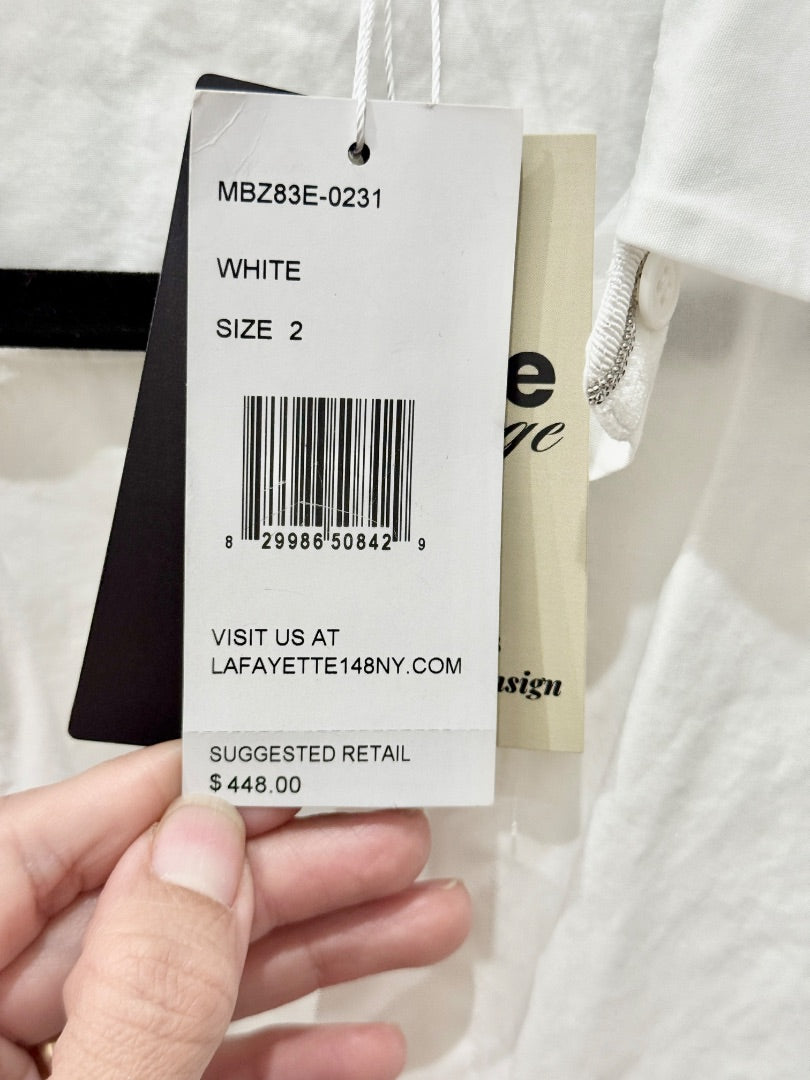 MBZ83E-0231
WHITE
SIZE 2
8 29986 50842 9
VISIT US AT
LAFAYETTE148NY.COM
SUGGESTED RETAIL
$448.00